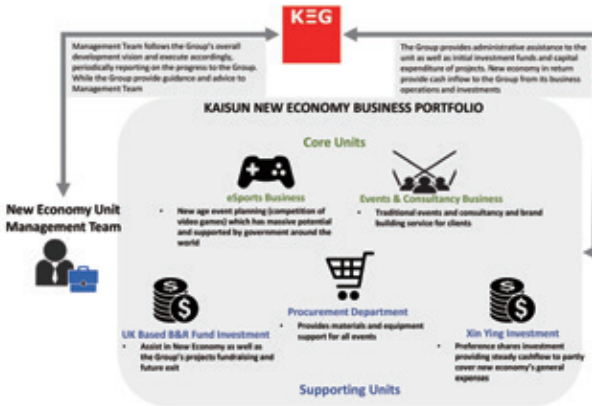 KEG
Management Team follows the Group's overall
development vision and execute accordingly,
periodically reporting on the progress to the Group.
While the Group provide guidance and advice to
Management Team
The Group provides administrative assistance to the
unit as well as initial investment funds and capital
expenditure of projects. New economy in return
provide cash inflow to the Group from its business
operations and investments
KAISUN NEW ECONOMY BUSINESS PORTFOLIO
Core Units
eSports Business
• New age event planning (competition of
video games) which has massive potential
and supported by government around the
world
Events & Consultancy Business
• Traditional events and consultancy and brand
building service for clients
New Economy Unit
Management Team
UK Based B&R Fund Investment
• Assist in New Economy as well as
the Group's projects fundraising and
future exit
Procurement Department
• Provides materials and equipment
support for all events
Xin Ying Investment
• Preference shares investment
providing steady cashflow to partly
cover new economy's general
expenses
Supporting Units